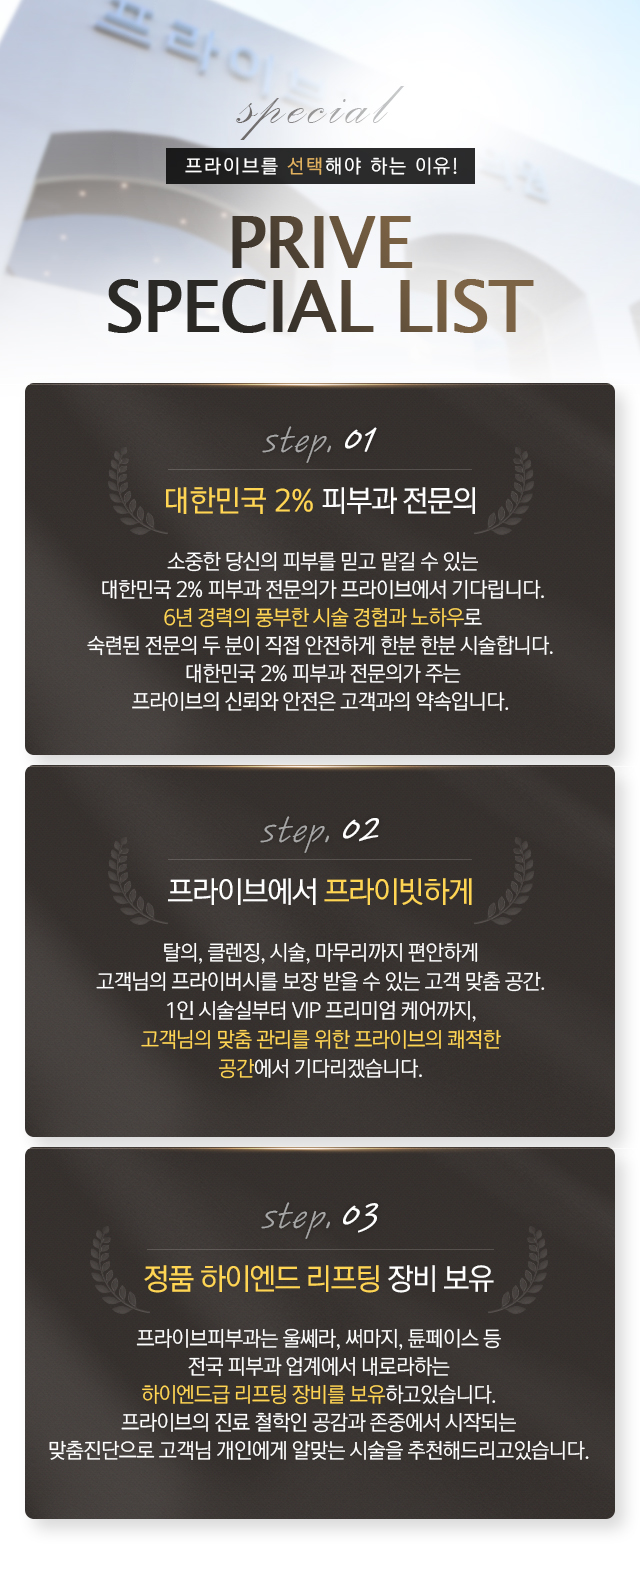 프라이브
의원
special
프라이브를 선택해야 하는 이유!
PRIVE
SPECIAL LIST
step. 01
대한민국 2% 피부과 전문의
소중한 당신의 피부를 믿고 맡길 수 있는
대한민국 2% 피부과 전문의가 프라이브에서 기다립니다.
6년 경력의 풍부한 시술 경험과 노하우로
숙련된 전문의 두 분이 직접 안전하게 한분 한분 시술합니다.
대한민국 2% 피부과 전문의가 주는
프라이브의 신뢰와 안전은 고객과의 약속입니다.
step. 02
프라이브에서 프라이빗하게
탈의, 클렌징, 시술, 마무리까지 편안하게
고객님의 프라이버시를 보장 받을 수 있는 고객 맞춤 공간.
1인 시술실부터 VIP 프리미엄 케어까지,
고객님의 맞춤 관리를 위한 프라이브의 쾌적한
공간에서 기다리겠습니다.
step. 03
정품 하이엔드 리프팅 장비 보유
프라이브피부과는 울쎄라, 써마지, 튠페이스 등
전국 피부과 업계에서 내로라하는
하이엔드급 리프팅 장비를 보유하고있습니다.
프라이브의 진료 철학인 공감과 존중에서 시작되는
맞춤진단으로 고객님 개인에게 알맞는 시술을 추천해드리고있습니다.